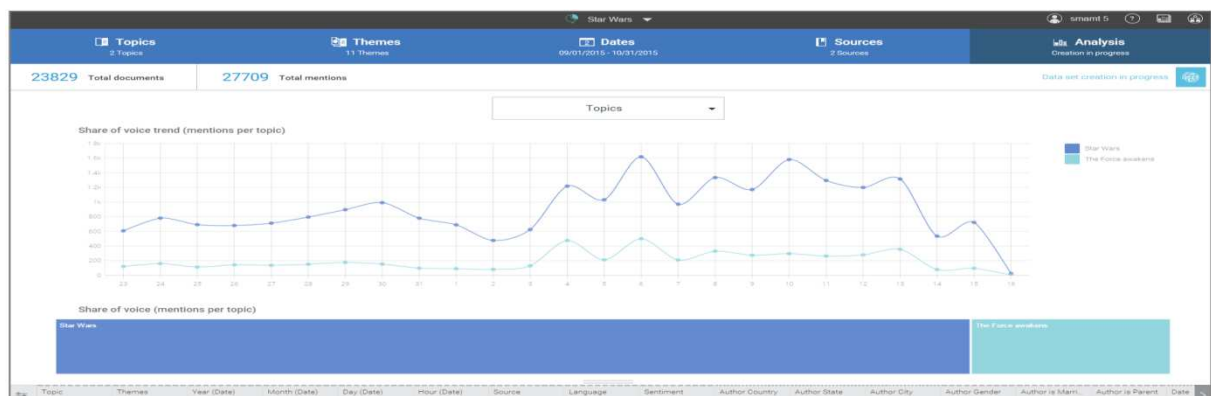 Star Wars
smamt 5
?
Topics
2 Topics
Themes
11 Themes
Dates
09/01/2015 - 10/31/2015
Sources
2 Sources
Analysis
Creation in progress
23829 Total documents
27709 Total mentions
Data set creation in progress
Topics
Share of voice trend (mentions per topic)
1.8k
1.6k
1.4k
1.2k
1k
800
600
400
200
0
23 24 25 26 27 28 29 30 31 1 2 3 4 5 6 7 8 9 10 11 12 13 14 15 16
Star Wars
The Force awakens
Share of voice (mentions per topic)
Star Wars
The Force awakens
Topic Themes Year (Date) Month (Date) Day (Date) Hour (Date) Source Language Sentiment Author Country Author State Author City Author Gender Author is Marri... Author is Parent Date